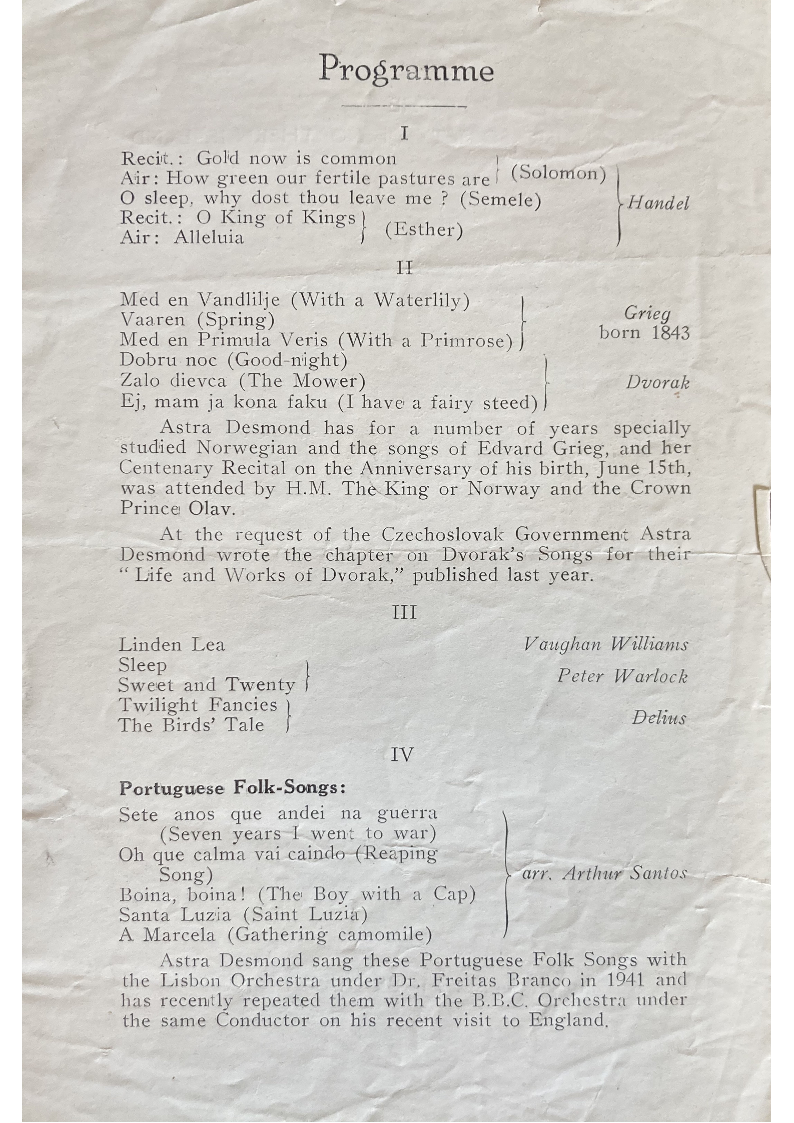 Programme
I
Recit.: Gold now is common
Air: How green our fertile pastures are (Solomon)
O sleep, why dost thou leave me ? (Semele)
Handel
Recit.: O King of Kings
Air: Alleluia
(Esther)
II
Med en Vandlilje (With a Waterlily)
Vaaren (Spring)
Med en Primula Veris (With a Primrose)
Grieg
born 1843
Dobru noc (Good-night)
Zalo dievca (The Mower)
Ej, mam ja kona faku (I have a fairy steed)
Dvorak
Astra Desmond has for a number of years specially
studied Norwegian and the songs of Edvard Grieg, and her
Centenary Recital on the Anniversary of his birth, June 15th,
was attended by H.M. The King or Norway and the Crown
Prince Olav.
At the request of the Czechoslovak Government Astra
Desmond wrote the chapter on Dvorak's Songs for their
“ Life and Works of Dvorak,” published last year.
III
Linden Lea Vaughan Williams
Sleep
Sweet and Twenty
Peter Warlock
Twilight Fancies
The Birds' Tale
Delius
IV
Portuguese Folk-Songs:
Sete anos que andei na guerra
(Seven years I went to war)
Oh que calma vai caindo (Reaping
Song)
arr. Arthur Santos
Boina, boina! (The Boy with a Cap)
Santa Luzia (Saint Luzia)
A Marcela (Gathering camomile)
Astra Desmond sang these Portuguese Folk Songs with
the Lisbon Orchestra under Dr. Freitas Branco in 1941 and
has recently repeated them with the B.B.C. Orchestra under
the same Conductor on his recent visit to England.